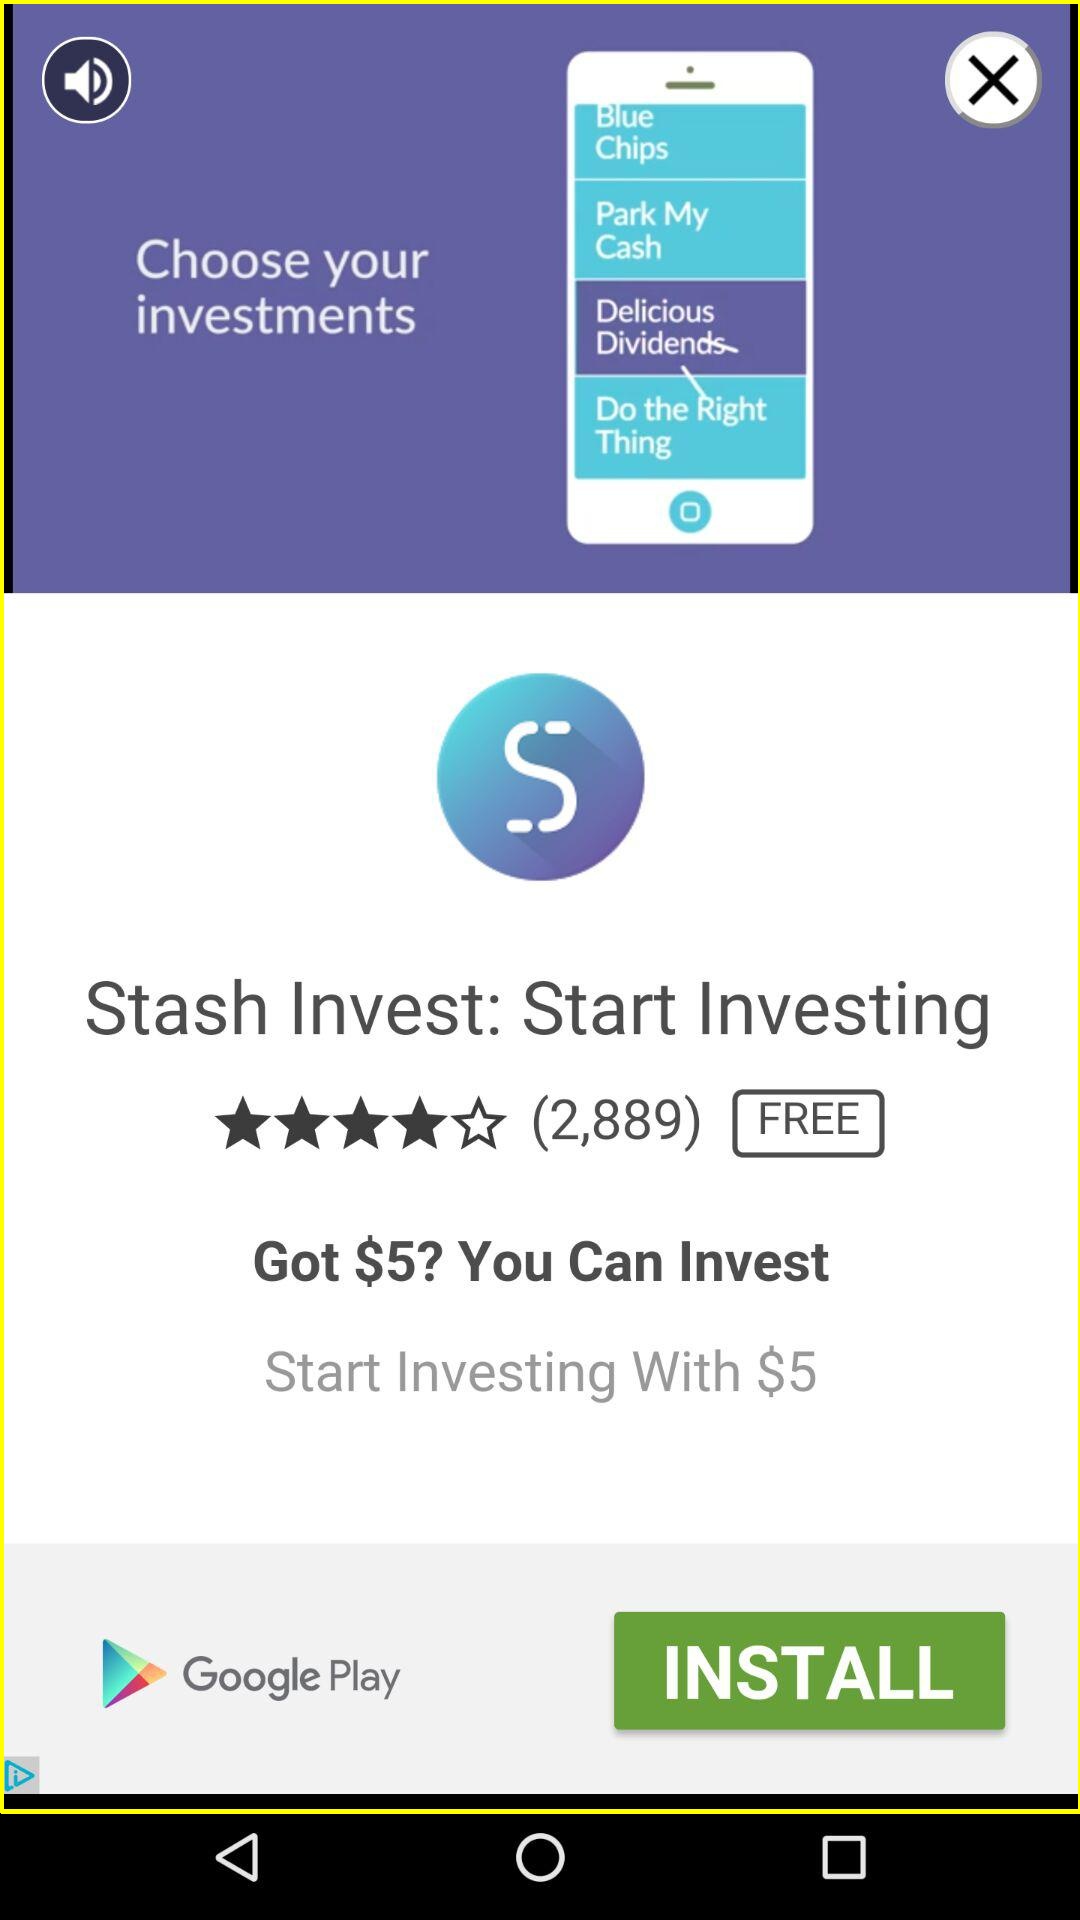 Choose your
investments
Blue
Chips
Park My
Cash
Delicious
Dividends
Do the Right
Thing
S
Stash Invest: Start Investing
(2,889) FREE
Got $5? You Can Invest
Start Investing With $5
Google Play
INSTALL